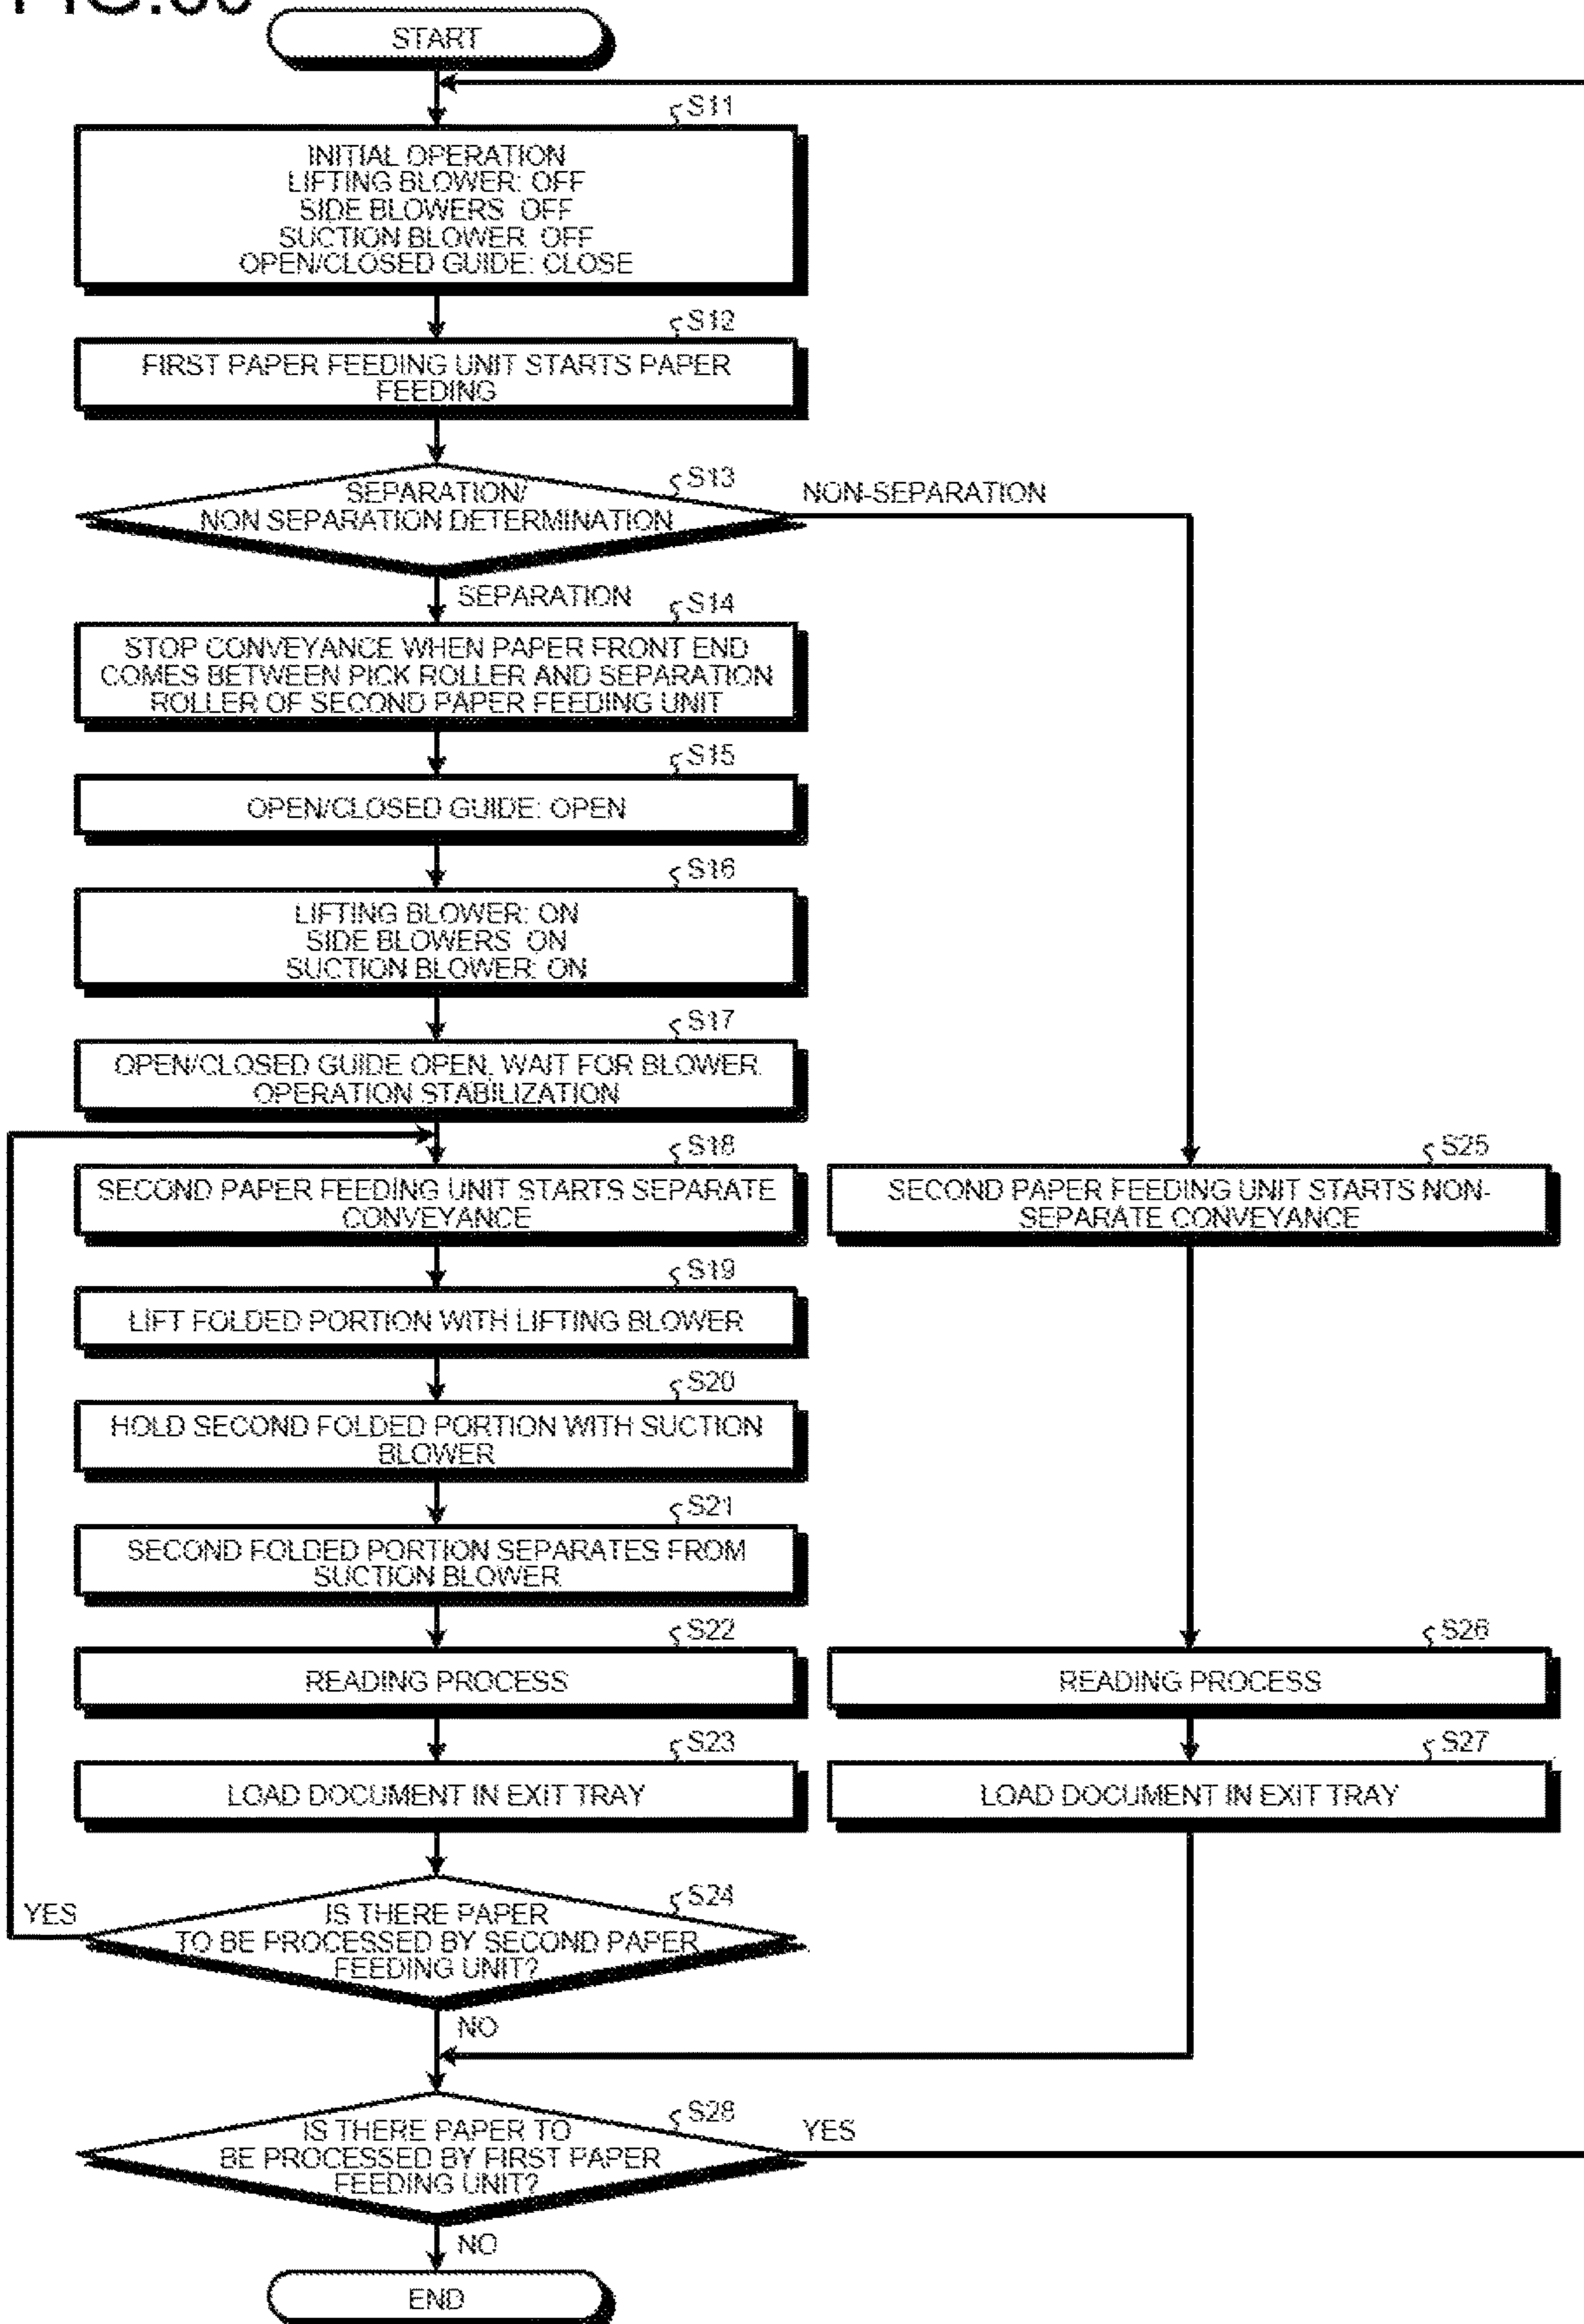 START
S11
INITIAL OPERATION
LIFTING BLOWER: OFF
SIDE BLOWERS OFF
SUCTION BLOWER OFF
OPEN/CLOSED GUIDE: CLOSE
S12
FIRST PAPER FEEDING UNIT STARTS PAPER
FEEDING
S13
SEPARATION/
NON SEPARATION DETERMINATION
NON-SEPARATION
SEPARATION
S14
STOP CONVEYANCE WHEN PAPER FRONT END
COMES BETWEEN PICK ROLLER AND SEPARATION
ROLLER OF SECOND PAPER FEEDING UNIT
S15
OPEN/CLOSED GUIDE: OPEN
S16
LIFTING BLOWER: ON
SIDE BLOWERS ON
SUCTION BLOWER: ON
S17
OPEN/CLOSED GUIDE OPEN, WAIT FOR BLOWER
OPERATION STABILIZATION
S18
SECOND PAPER FEEDING UNIT STARTS SEPARATE
CONVEYANCE
S25
SECOND PAPER FEEDING UNIT STARTS NON-
SEPARATE CONVEYANCE
S19
LIFT FOLDED PORTION WITH LIFTING BLOWER
S20
HOLD SECOND FOLDED PORTION WITH SUCTION
BLOWER
S21
SECOND FOLDED PORTION SEPARATES FROM
SUCTION BLOWER
S22
READING PROCESS
S26
READING PROCESS
S23
LOAD DOCUMENT IN EXIT TRAY
S27
LOAD DOCUMENT IN EXIT TRAY
S24
IS THERE PAPER
TO BE PROCESSED BY SECOND PAPER
FEEDING UNIT?
YES
NO
S28
IS THERE PAPER TO
BE PROCESSED BY FIRST PAPER
FEEDING UNIT?
YES
NO
END